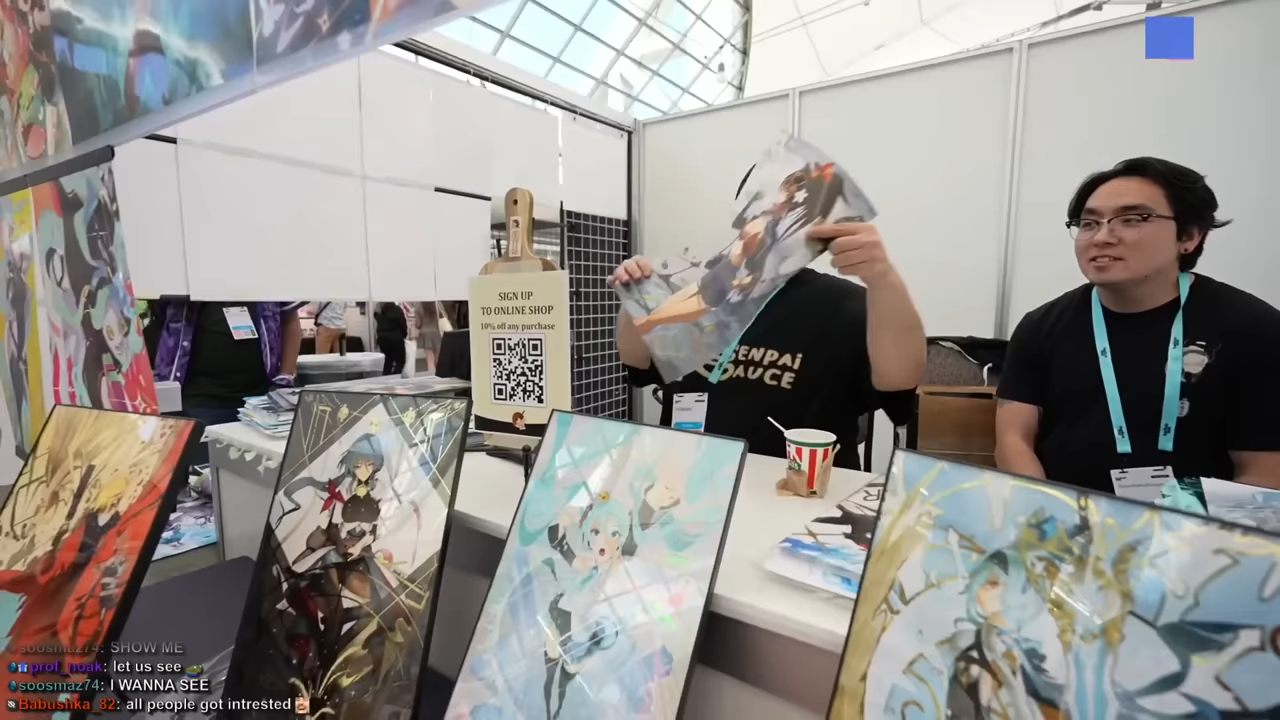 SIGN UP
TO ONLINE SHOP
10% off any purchase
SENPAI
SAUCE
soosmaz74: SHOW ME
prof_noak: let us see
soosmaz74: I WANNA SEE
Babushka_82: all people got intrested